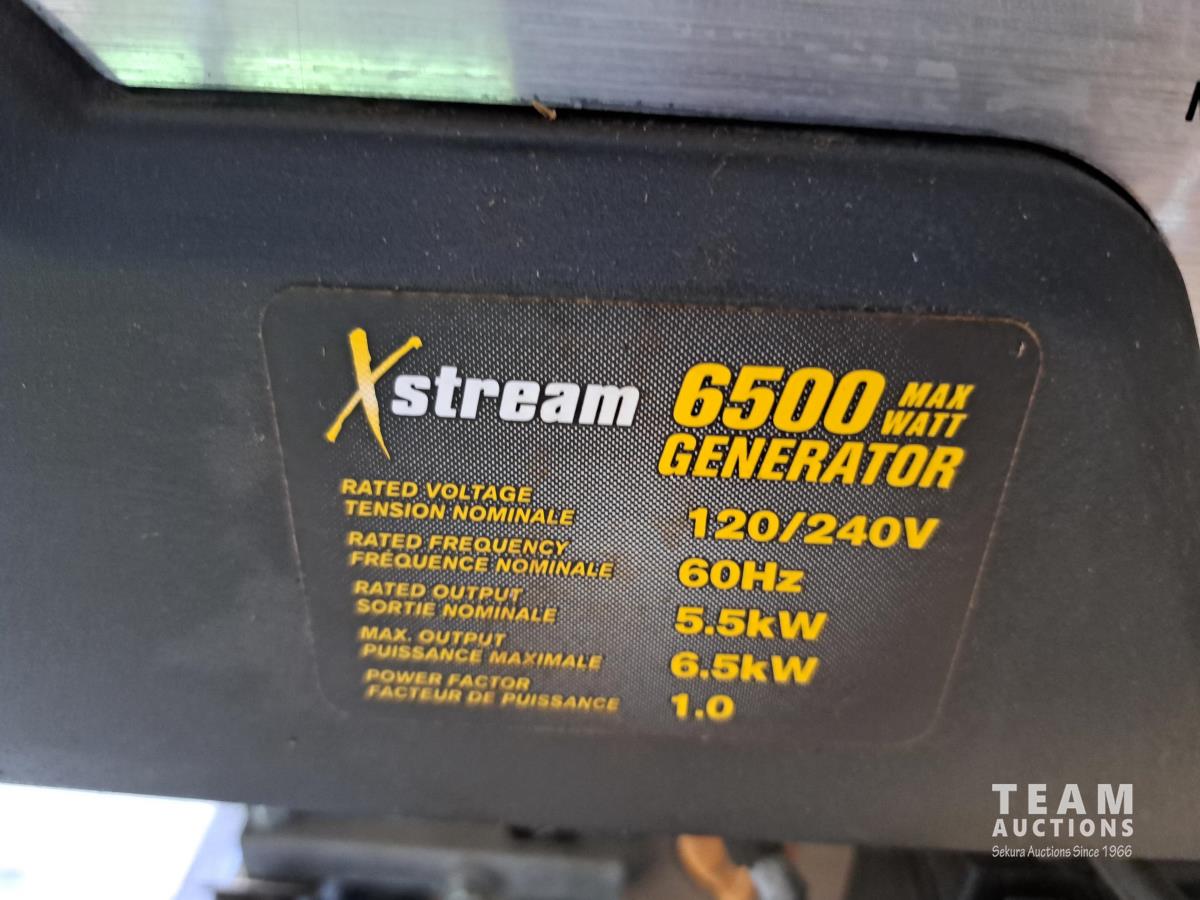 Xstream 6500 MAX WATT
GENERATOR
RATED VOLTAGE
TENSION NOMINALE 120/240V
RATED FREQUENCY
FRÉQUENCE NOMINALE 60Hz
RATED OUTPUT
SORTIE NOMINALE 5.5kW
MAX. OUTPUT
PUISSANCE MAXIMALE 6.5kW
POWER FACTOR
FACTEUR DE PUISSANCE 1.0
TEAM
AUCTIONS
Sekura Auctions Since 1966